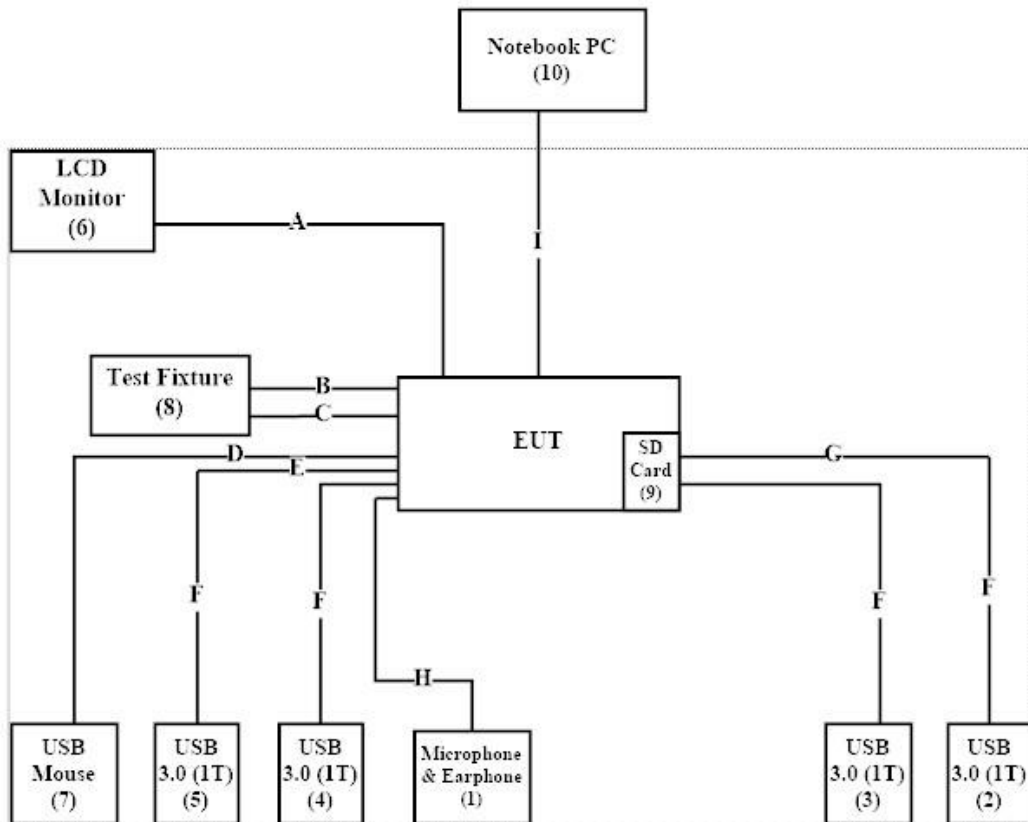 Notebook PC
(10)
LCD
Monitor
(6)
A
I
Test Fixture
(8)
B
C
EUT
SD
Card
(9)
D
E
G
F
F
F
F
H
USB
Mouse
(7)
USB
3.0 (1T)
(5)
USB
3.0 (1T)
(4)
Microphone
& Earphone
(1)
USB
3.0 (1T)
(3)
USB
3.0 (1T)
(2)